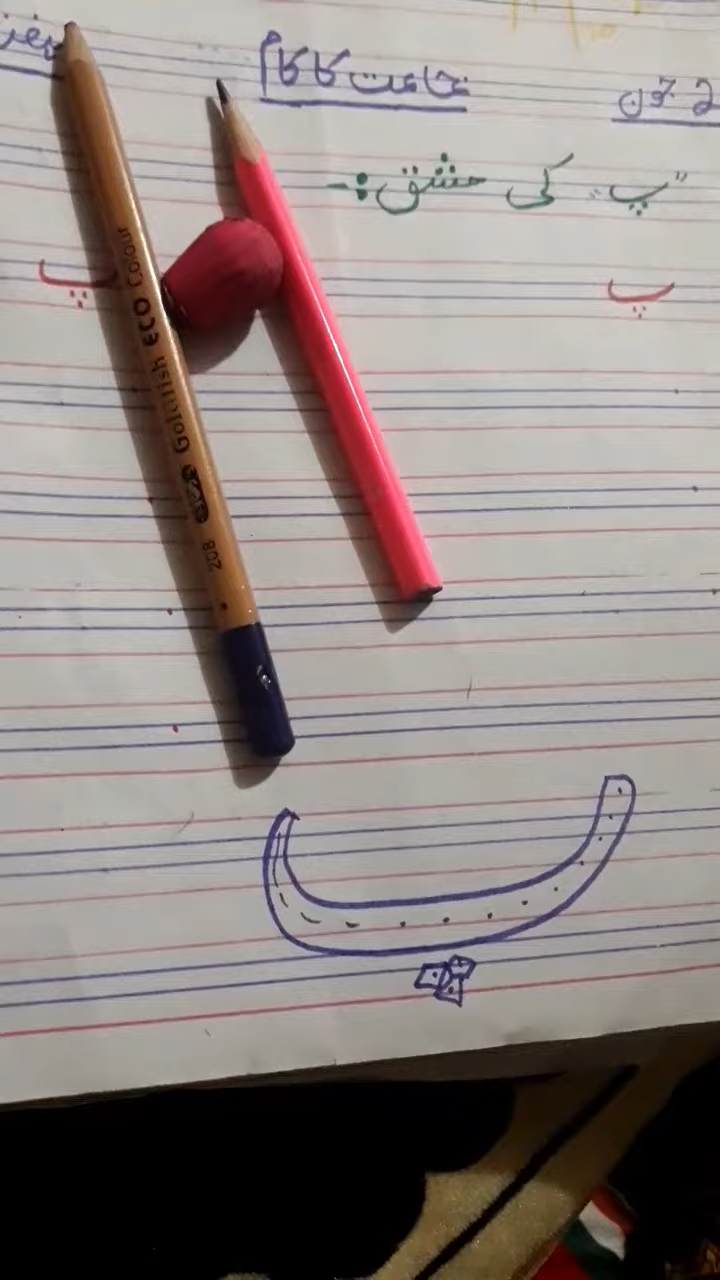 2 جون جماعت کا کام
"پ" کی مشق :-
پ پ
Goldfish ECO Colour
208
پ